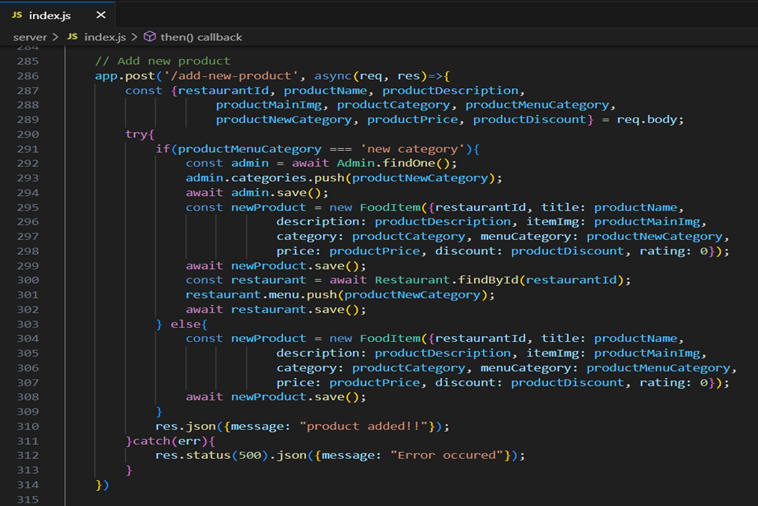 JS index.js ×
server > JS index.js > then() callback
284
285 // Add new product
286 app.post('/add-new-product', async(req, res)=>{
287 const {restaurantId, productName, productDescription,
288 productMainImg, productCategory, productMenuCategory,
289 productNewCategory, productPrice, productDiscount} = req.body;
290 try{
291 if(productMenuCategory === 'new category'){
292 const admin = await Admin.findOne();
293 admin.categories.push(productNewCategory);
294 await admin.save();
295 const newProduct = new FoodItem({restaurantId, title: productName,
296 description: productDescription, itemImg: productMainImg,
297 category: productCategory, menuCategory: productNewCategory,
298 price: productPrice, discount: productDiscount, rating: 0});
299 await newProduct.save();
300 const restaurant = await Restaurant.findById(restaurantId);
301 restaurant.menu.push(productNewCategory);
302 await restaurant.save();
303 } else{
304 const newProduct = new FoodItem({restaurantId, title: productName,
305 description: productDescription, itemImg: productMainImg,
306 category: productCategory, menuCategory: productMenuCategory,
307 price: productPrice, discount: productDiscount, rating: 0});
308 await newProduct.save();
309 }
310 res.json({message: "product added!!"});
311 }catch(err){
312 res.status(500).json({message: "Error occured"});
313 }
314 })
315